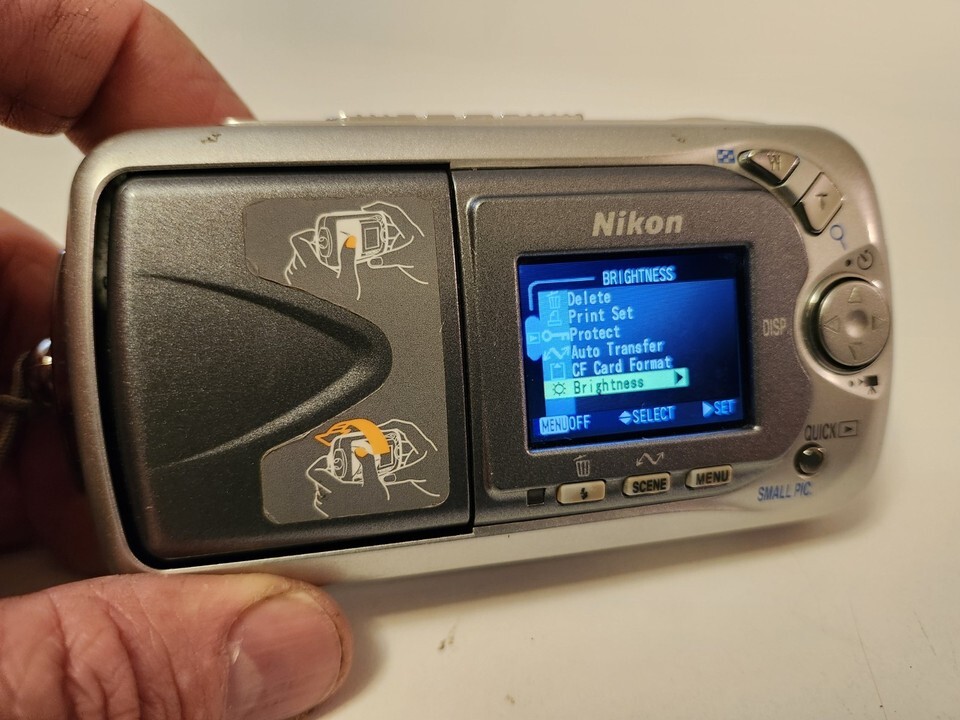 Nikon
BRIGHTNESS
Delete
Print Set
Protect
Auto Transfer
CF Card Format
Brightness
MENU OFF SELECT SET
DISP
QUICK
SCENE
MENU
SMALL PIC.